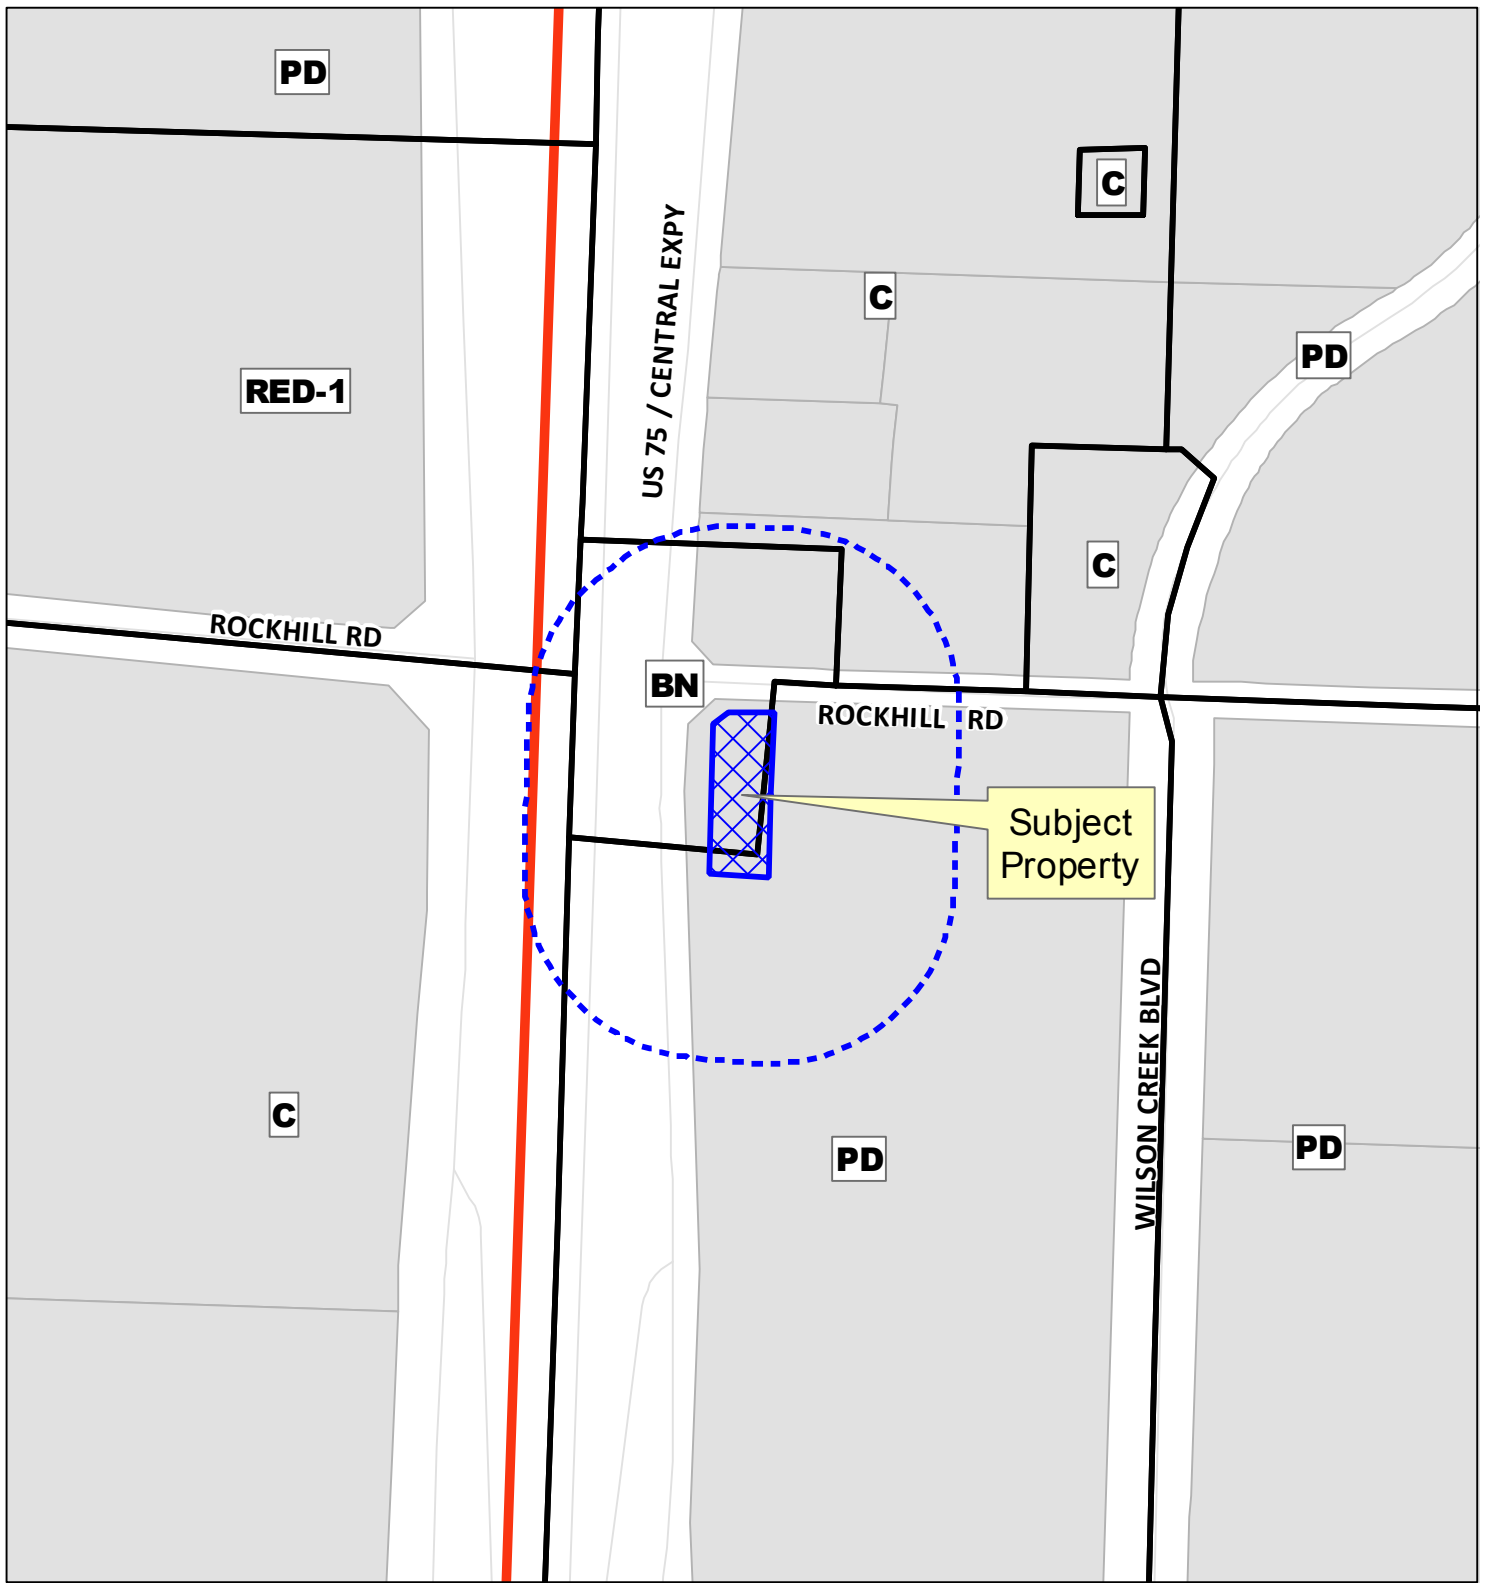 PD
C
US 75 / CENTRAL EXPY
C
PD
RED-1
C
ROCKHILL RD
BN
ROCKHILL RD
Subject
Property
WILSON CREEK BLVD
C
PD
PD